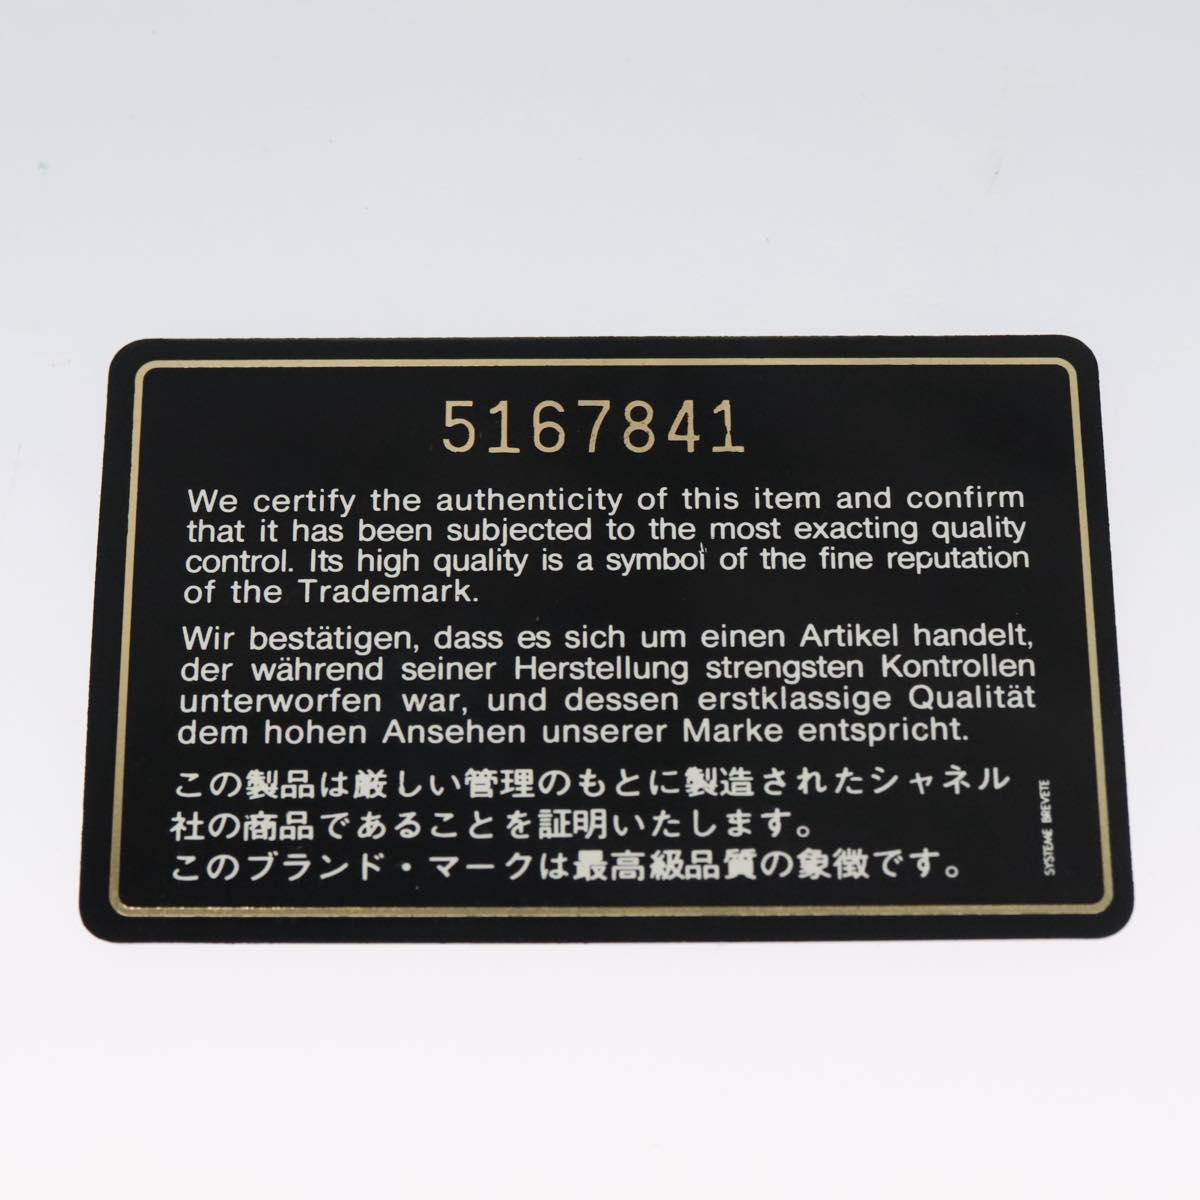 5167841
We certify the authenticity of this item and confirm
that it has been subjected to the most exacting quality
control. Its high quality is a symbol of the fine reputation
of the Trademark.
Wir bestätigen, dass es sich um einen Artikel handelt,
der während seiner Herstellung strengsten Kontrollen
unterworfen war, und dessen erstklassige Qualität
dem hohen Ansehen unserer Marke entspricht.
この製品は厳しい管理のもとに製造されたシャネル
社の商品であることを証明いたします。
このブランド・マークは最高級品質の象徴です。
SYSTEME BREVETE